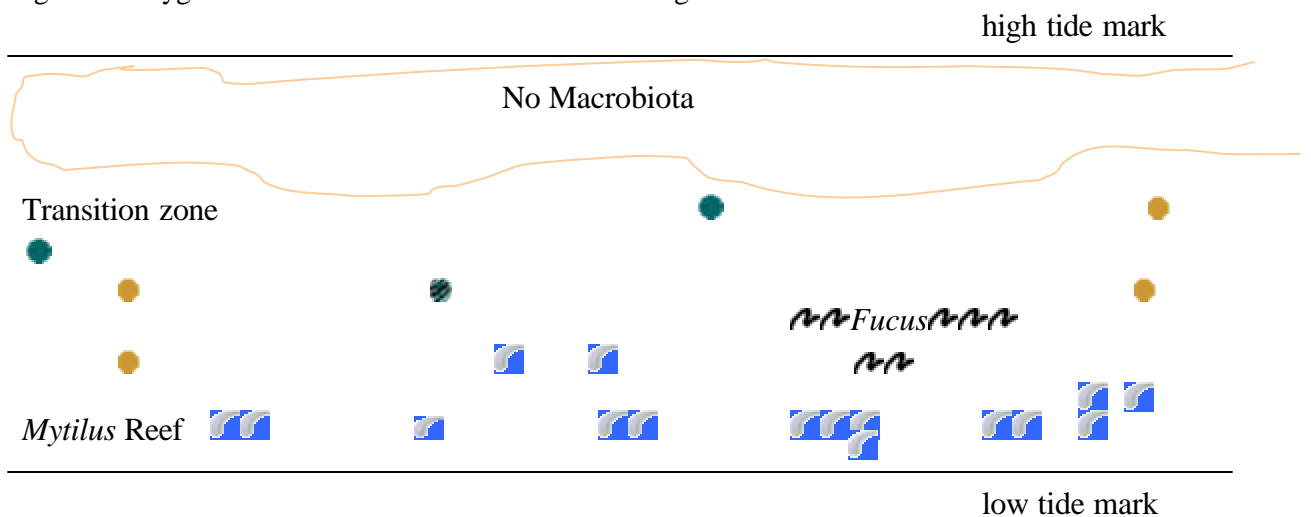 high tide mark
No Macrobiota
Transition zone
Fucus
Mytilus Reef
low tide mark